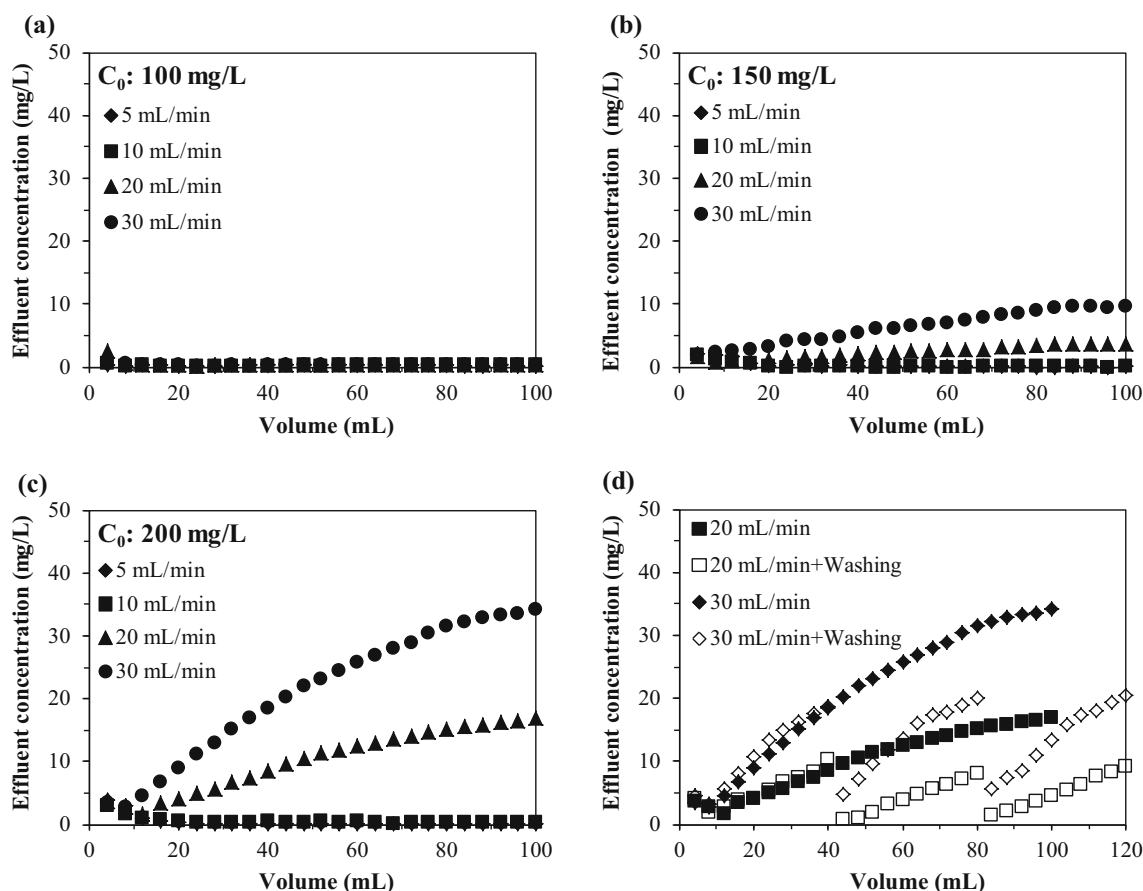 (a)
50
40
30
20
10
0
Effluent concentration (mg/L)
C0: 100 mg/L
5 mL/min
10 mL/min
20 mL/min
30 mL/min
0 20 40 60 80 100
Volume (mL)
(b)
50
40
30
20
10
0
Effluent concentration (mg/L)
C0: 150 mg/L
5 mL/min
10 mL/min
20 mL/min
30 mL/min
0 20 40 60 80 100
Volume (mL)
(c)
50
40
30
20
10
0
Effluent concentration (mg/L)
C0: 200 mg/L
5 mL/min
10 mL/min
20 mL/min
30 mL/min
0 20 40 60 80 100
Volume (mL)
(d)
50
40
30
20
10
0
Effluent concentration (mg/L)
20 mL/min
20 mL/min+Washing
30 mL/min
30 mL/min+Washing
0 20 40 60 80 100 120
Volume (mL)